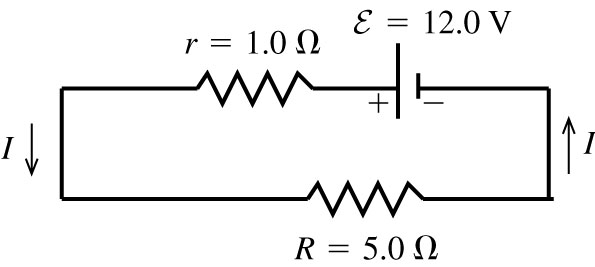 ℰ = 12.0 V
r = 1.0 Ω
+ −
I
I
R = 5.0 Ω